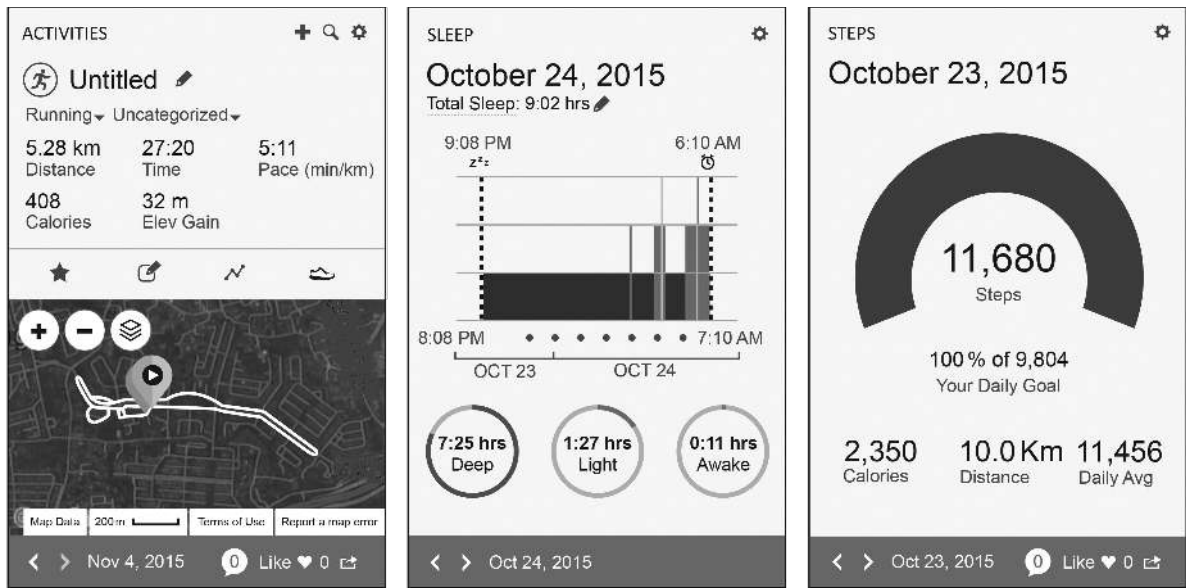 ACTIVITIES
Untitled
Running Uncategorized
5.28 km 27:20 5:11
Distance Time Pace (min/km)
408 32 m
Calories Elev Gain
Map Data 200m Terms of Use Report a map error
Nov 4, 2015 0 Like 0
SLEEP
October 24, 2015
Total Sleep: 9:02 hrs
9:08 PM 6:10 AM
zzz
8:08 PM 7:10 AM
OCT 23 OCT 24
7:25 hrs 1:27 hrs 0:11 hrs
Deep Light Awake
Oct 24, 2015
STEPS
October 23, 2015
11,680
Steps
100% of 9,804
Your Daily Goal
2,350 10.0 Km 11,456
Calories Distance Daily Avg
Oct 23, 2015 0 Like 0